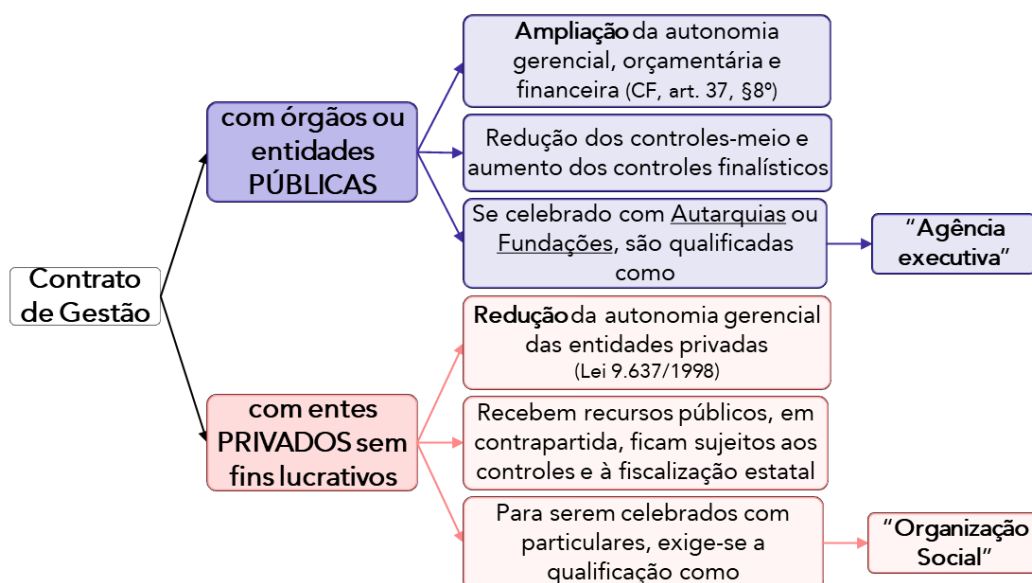 Contrato
de Gestão
com órgãos ou
entidades
PÚBLICAS
Ampliação da autonomia
gerencial, orçamentária e
financeira (CF, art. 37, §8º)
Redução dos controles-meio e
aumento dos controles finalísticos
Se celebrado com Autarquias ou
Fundações, são qualificadas
como
“Agência
executiva”
com entes
PRIVADOS sem
fins lucrativos
Redução da autonomia gerencial
das entidades privadas
(Lei 9.637/1998)
Recebem recursos públicos, em
contrapartida, ficam sujeitos aos
controles e à fiscalização estatal
Para serem celebrados com
particulares, exige-se a
qualificação como
“Organização
Social”